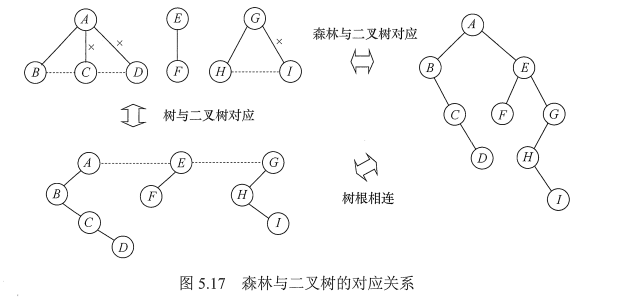 A E G A
× × ×
森林与二叉树对应
B C D F H I B E
树与二叉树对应
C F G
A E G
D H
B F H
树根相连
C I I
D
图 5.17 森林与二叉树的对应关系